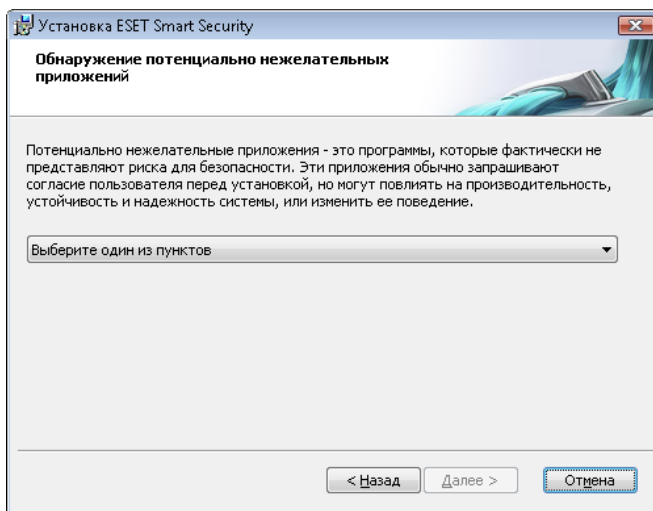 Установка ESET Smart Security
Обнаружение потенциально нежелательных
приложений
Потенциально нежелательные приложения - это программы, которые фактически не
представляют риска для безопасности. Эти приложения обычно запрашивают
согласие пользователя перед установкой, но могут повлиять на производительность,
устойчивость и надежность системы, или изменить ее поведение.
Выберите один из пунктов
< Назад
Далее >
Отмена